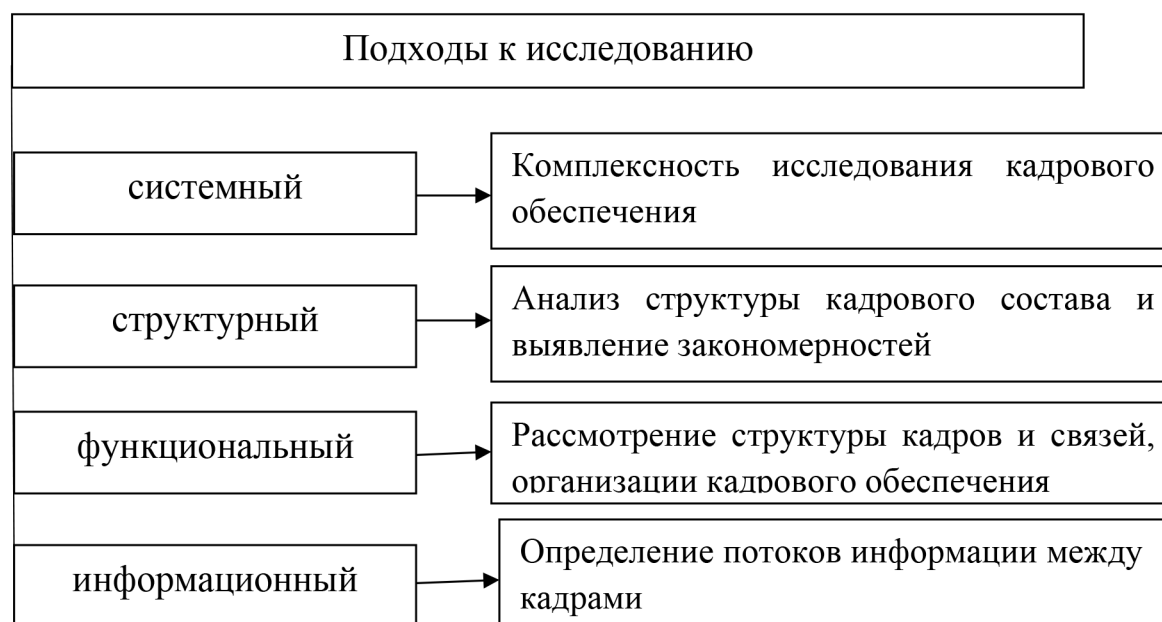 Подходы к исследованию
системный
Комплексность исследования кадрового
обеспечения
структурный
Анализ структуры кадрового состава и
выявление закономерностей
функциональный
Рассмотрение структуры кадров и связей,
организации кадрового обеспечения
информационный
Определение потоков информации между
кадрами